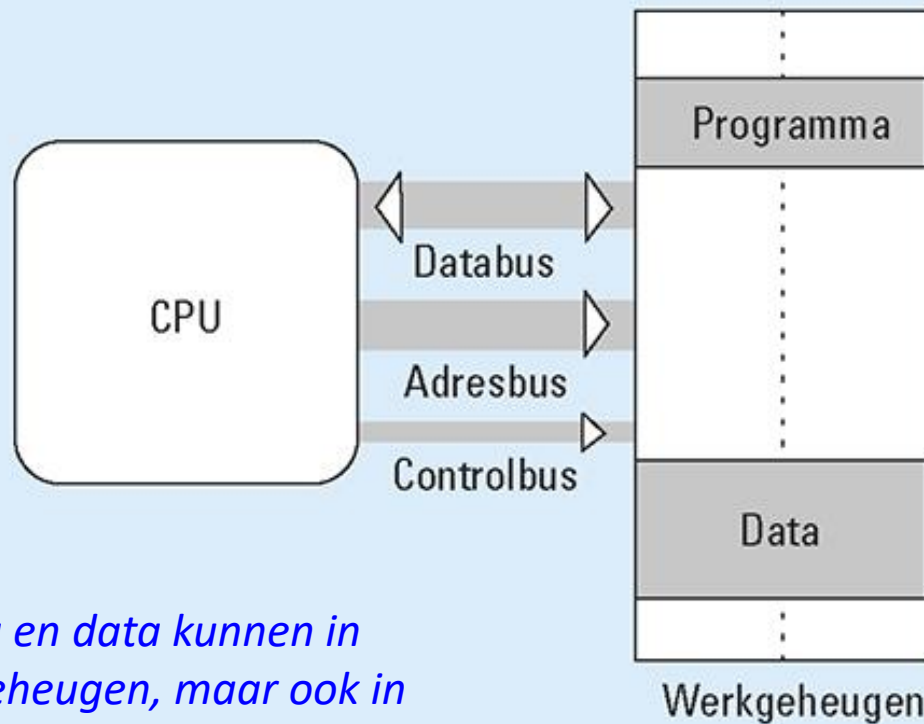 Programma
Databus
CPU
Adresbus
Controlbus
Data
en data kunnen in
eheugen, maar ook in
Werkgeheugen